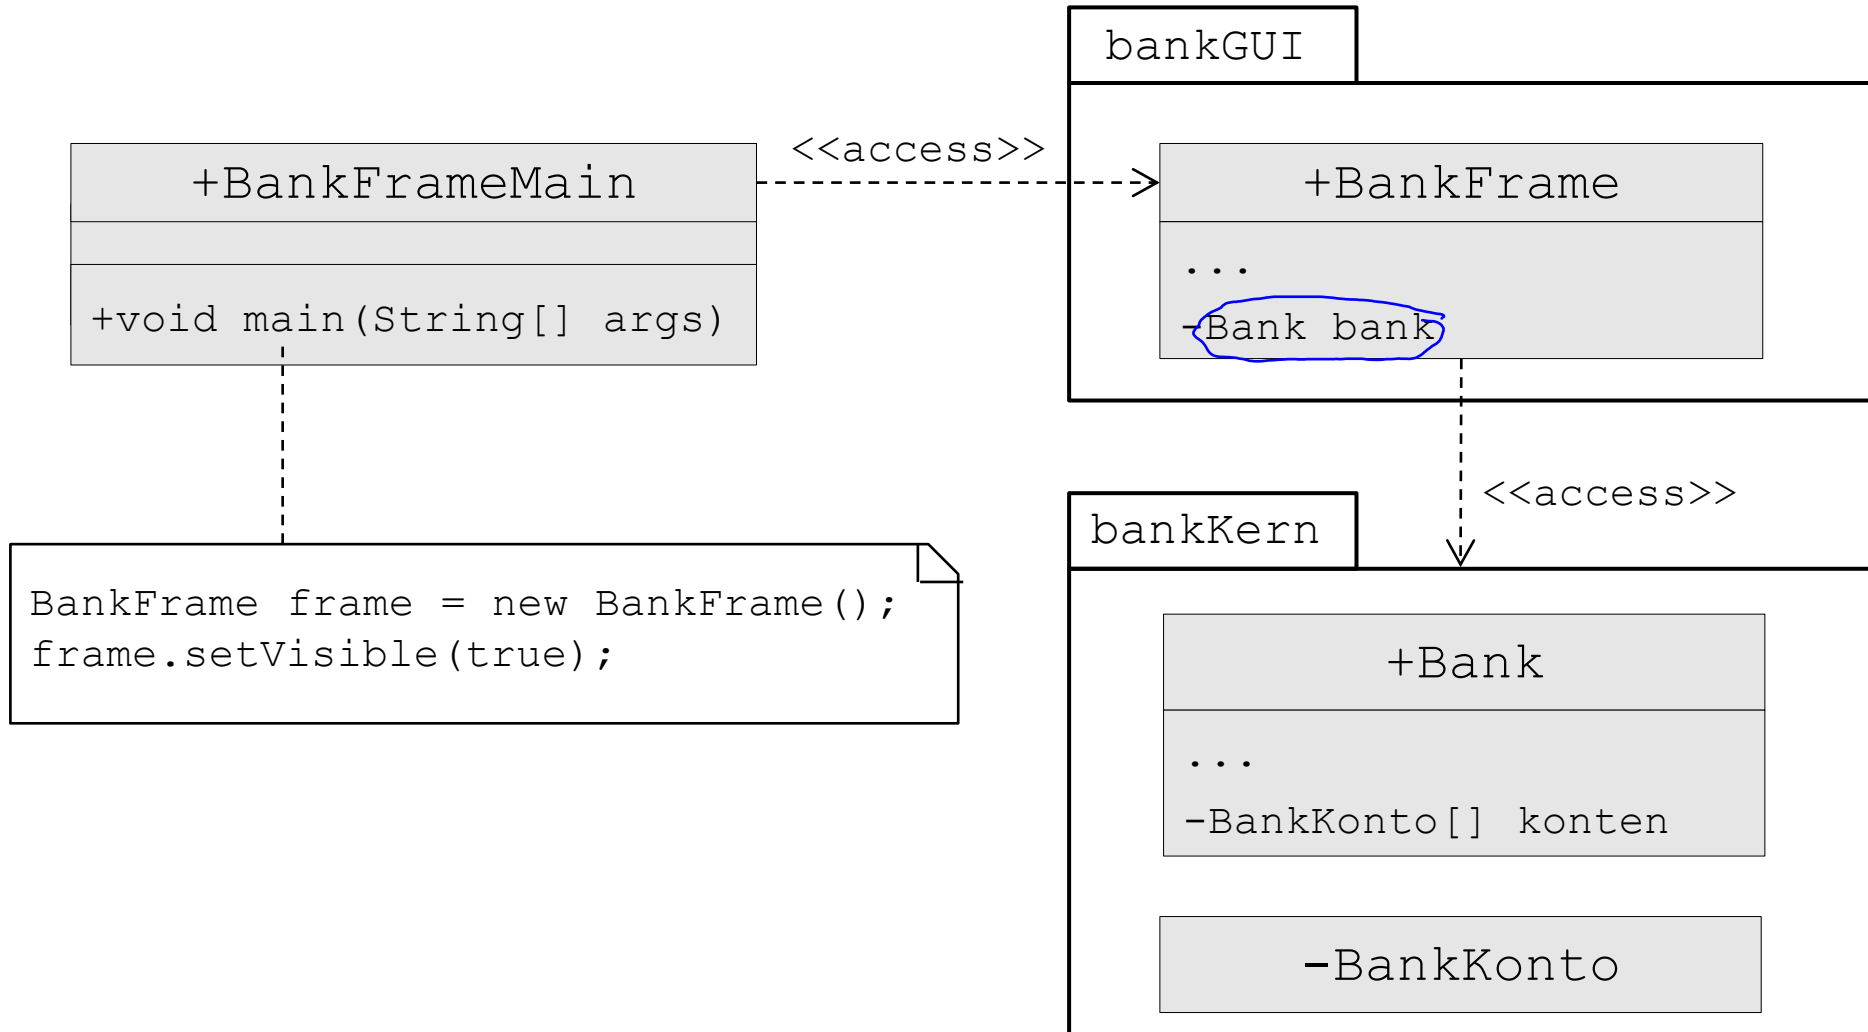 bankGUI
<<access>>
+BankFrameMain
+BankFrame
...
+void main(String[] args)
-Bank bank
<<access>>
bankKern
BankFrame frame = new BankFrame();
frame.setVisible(true);
+Bank
...
-BankKonto[] konten
-BankKonto